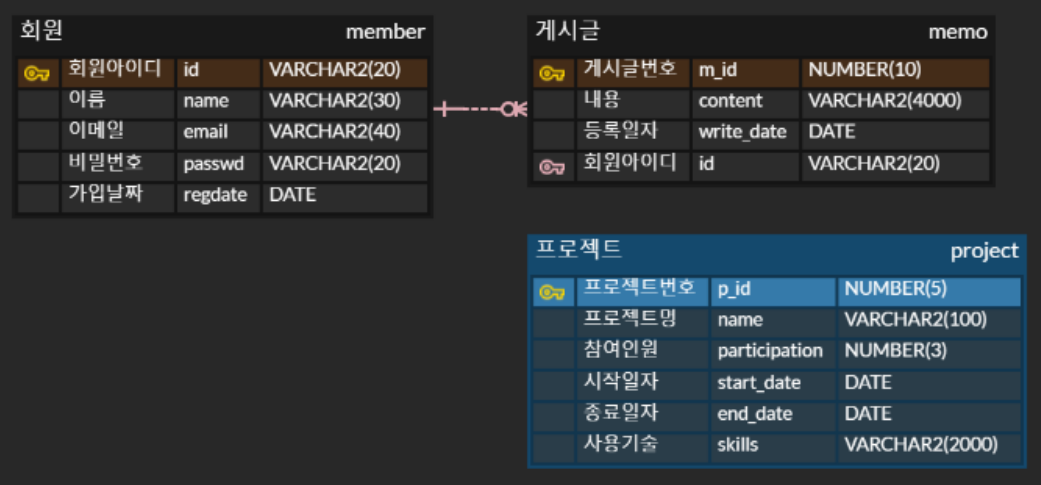 회원 member
회원아이디 id VARCHAR2(20)
이름 name VARCHAR2(30)
이메일 email VARCHAR2(40)
비밀번호 passwd VARCHAR2(20)
가입날짜 regdate DATE
게시글 memo
게시글번호 m_id NUMBER(10)
내용 content VARCHAR2(4000)
등록일자 write_date DATE
회원아이디 id VARCHAR2(20)
프로젝트 project
프로젝트번호 p_id NUMBER(5)
프로젝트명 name VARCHAR2(100)
참여인원 participation NUMBER(3)
시작일자 start_date DATE
종료일자 end_date DATE
사용기술 skills VARCHAR2(2000)